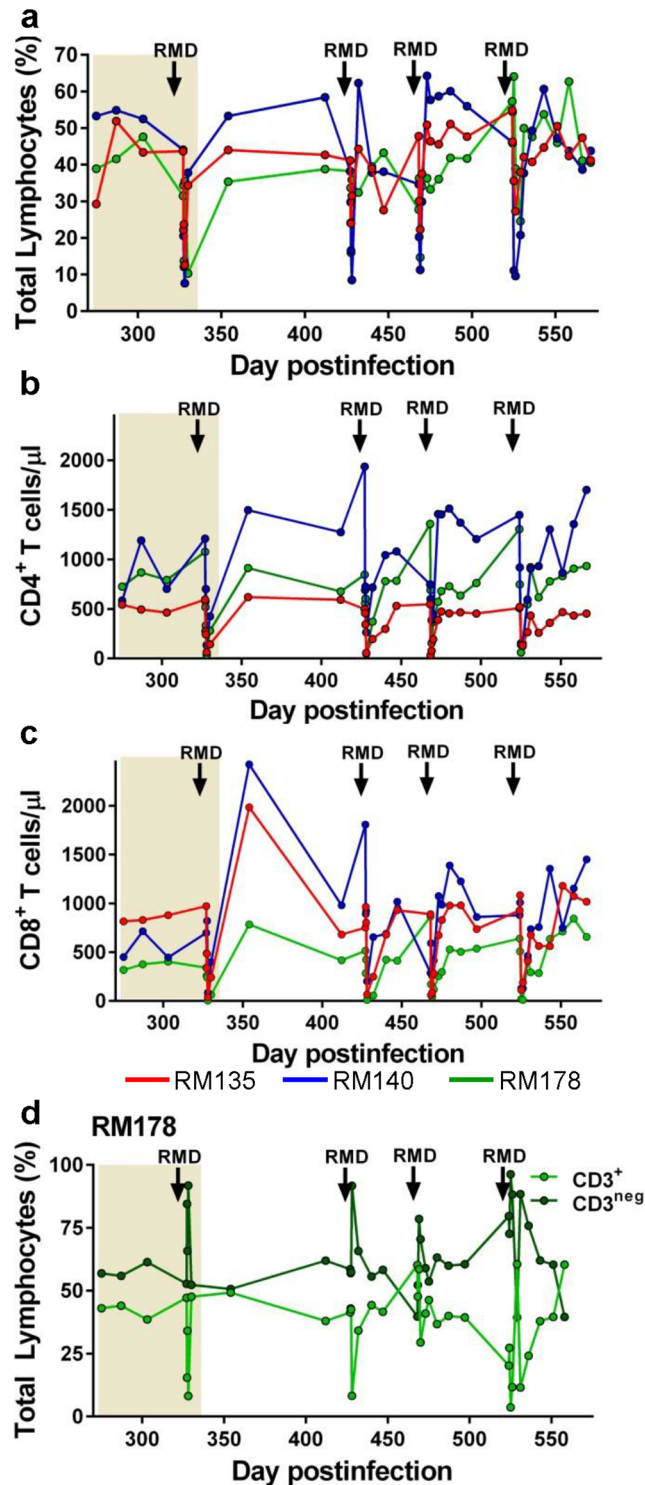 a
RMD RMD RMD RMD
Total Lymphocytes (%)
70
60
50
40
30
20
10
0
300 400 450 500 550
Day postinfection
b
RMD RMD RMD RMD
CD4+ T cells/µl
2000
1500
1000
500
0
300 350 400 450 500 550
Day postinfection
c
RMD RMD RMD RMD
CD8+ T cells/µl
2000
1500
1000
500
0
300 350 400 450 500 550
Day postinfection
RM135 RM140 RM178
d
RM178
RMD RMD RMD RMD
CD3+
CD3neg
Total Lymphocytes (%)
100
75
50
25
0
300 350 400 450 500 550
Day postinfection